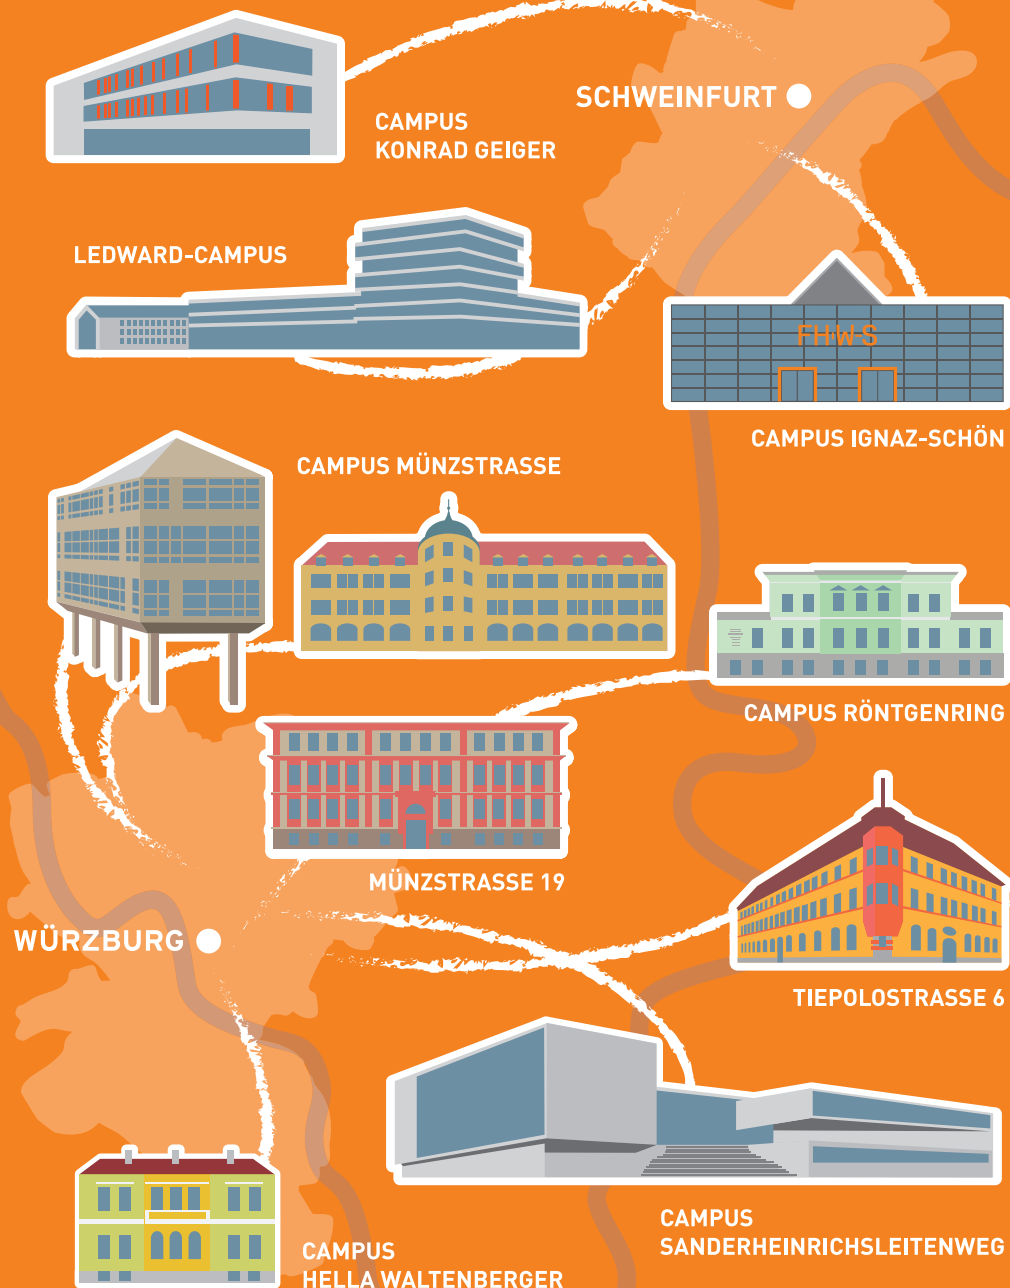 SCHWEINFURT
CAMPUS
KONRAD GEIGER
LEDWARD-CAMPUS
FH·W-S
CAMPUS IGNAZ-SCHÖN
CAMPUS MÜNZSTRASSE
CAMPUS RÖNTGENRING
MÜNZSTRASSE 19
WÜRZBURG
TIEPOLOSTRASSE 6
CAMPUS
SANDERHEINRICHSLEITENWEG
CAMPUS
HELLA WALTENBERGER